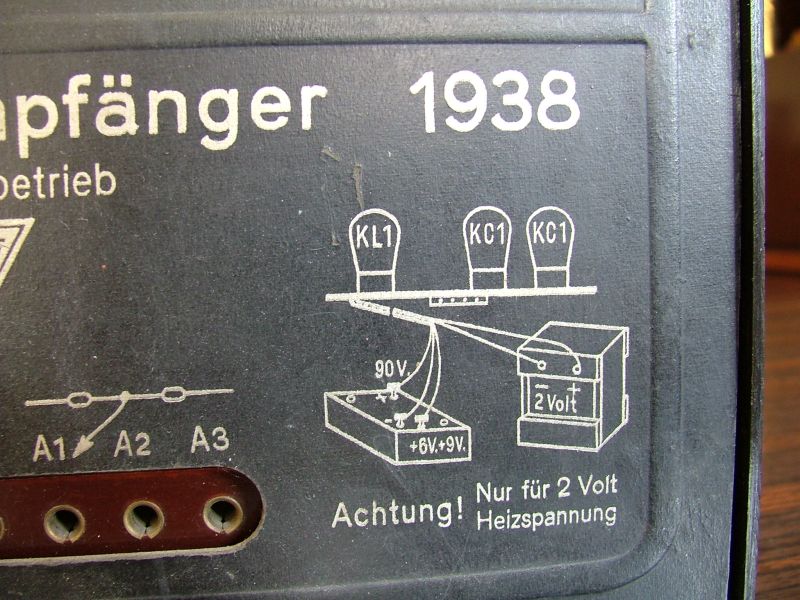 mpfänger 1938
betrieb
KL1 KC1 KC1
90V.
+
- +
2 Volt
-
+6V.+9V.
A1 A2 A3
Achtung! Nur für 2 Volt
Heizspannung